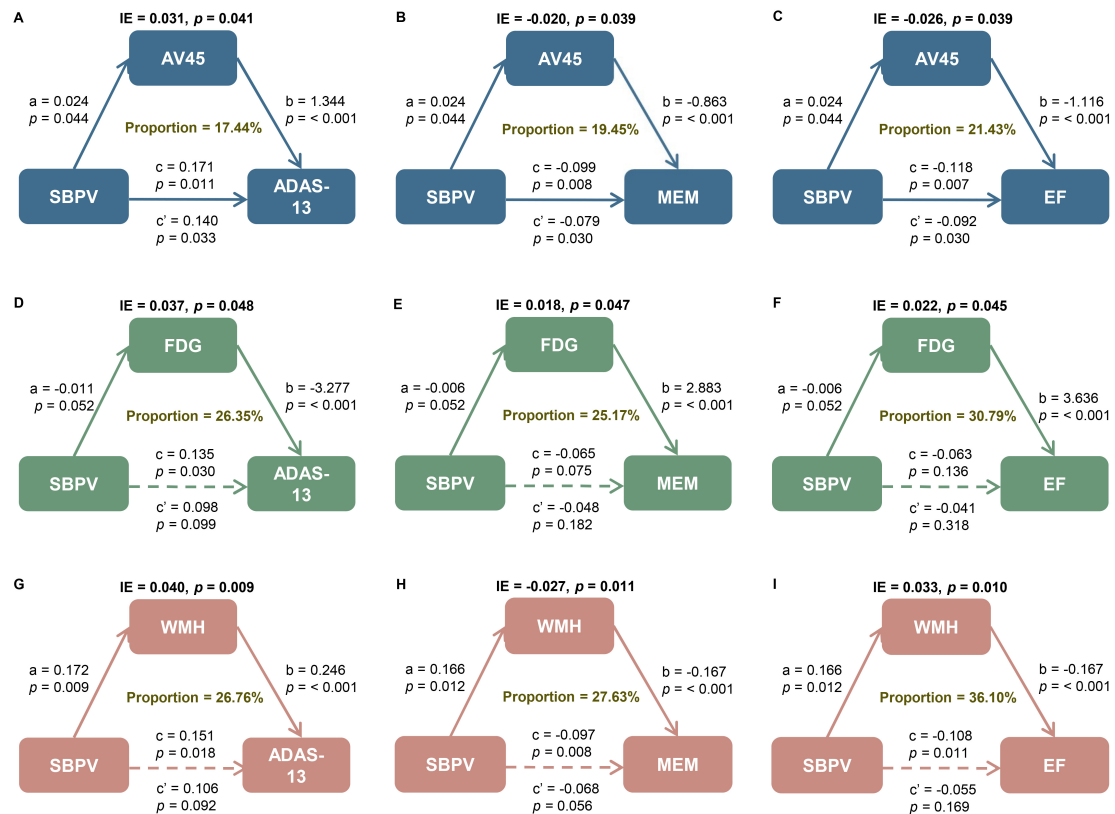 A
IE = 0.031, p = 0.041
AV45
a = 0.024
p = 0.044
b = 1.344
p = < 0.001
Proportion = 17.44%
c = 0.171
p = 0.011
SBPV
ADAS-
13
c' = 0.140
p = 0.033
B
IE = -0.020, p = 0.039
AV45
a = 0.024
p = 0.044
b = -0.863
p = < 0.001
Proportion = 19.45%
c = -0.099
p = 0.008
SBPV
MEM
c' = -0.079
p = 0.030
C
IE = -0.026, p = 0.039
AV45
a = 0.024
p = 0.044
b = -1.116
p = < 0.001
Proportion = 21.43%
c = -0.118
p = 0.007
SBPV
EF
c' = -0.092
p = 0.030
D
IE = 0.037, p = 0.048
FDG
a = -0.011
p = 0.052
b = -3.277
p = < 0.001
Proportion = 26.35%
c = 0.135
p = 0.030
SBPV
ADAS-
13
c' = 0.098
p = 0.099
E
IE = 0.018, p = 0.047
FDG
a = -0.006
p = 0.052
b = 2.883
p = < 0.001
Proportion = 25.17%
c = -0.065
p = 0.075
SBPV
MEM
c' = -0.048
p = 0.182
F
IE = 0.022, p = 0.045
FDG
a = -0.006
p = 0.052
b = 3.636
p = < 0.001
Proportion = 30.79%
c = -0.063
p = 0.136
SBPV
EF
c' = -0.041
p = 0.318
G
IE = 0.040, p = 0.009
WMH
a = 0.172
p = 0.009
b = 0.246
p = < 0.001
Proportion = 26.76%
c = 0.151
p = 0.018
SBPV
ADAS-
13
c' = 0.106
p = 0.092
H
IE = -0.027, p = 0.011
WMH
a = 0.166
p = 0.012
b = -0.167
p = < 0.001
Proportion = 27.63%
c = -0.097
p = 0.008
SBPV
MEM
c' = -0.068
p = 0.056
I
IE = 0.033, p = 0.010
WMH
a = 0.166
p = 0.012
b = -0.167
p = < 0.001
Proportion = 36.10%
c = -0.108
p = 0.011
SBPV
EF
c' = -0.055
p = 0.169